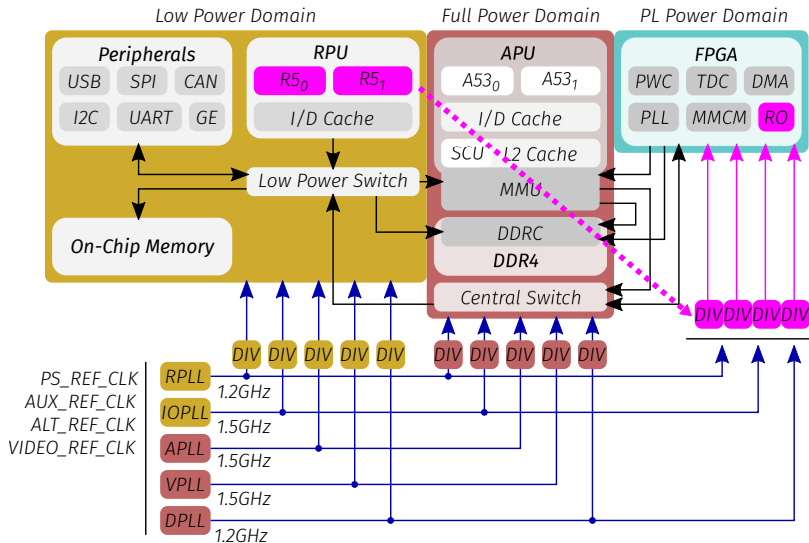 Low Power Domain
Full Power Domain
PL Power Domain
Peripherals
USB SPI CAN
I2C UART GE
RPU
R5₀ R5₁
I/D Cache
APU
A53₀ A53₁
I/D Cache
SCU L2 Cache
MMU
FPGA
PWC TDC DMA
PLL MMCM RO
Low Power Switch
On-Chip Memory
DDRC
DDR4
Central Switch
DIV DIV DIV DIV
DIV DIV DIV DIV DIV
DIV DIV DIV DIV DIV
PS_REF_CLK
AUX_REF_CLK
ALT_REF_CLK
VIDEO_REF_CLK
RPLL
1.2GHz
IOPLL
1.5GHz
APLL
1.5GHz
VPLL
1.5GHz
DPLL
1.2GHz